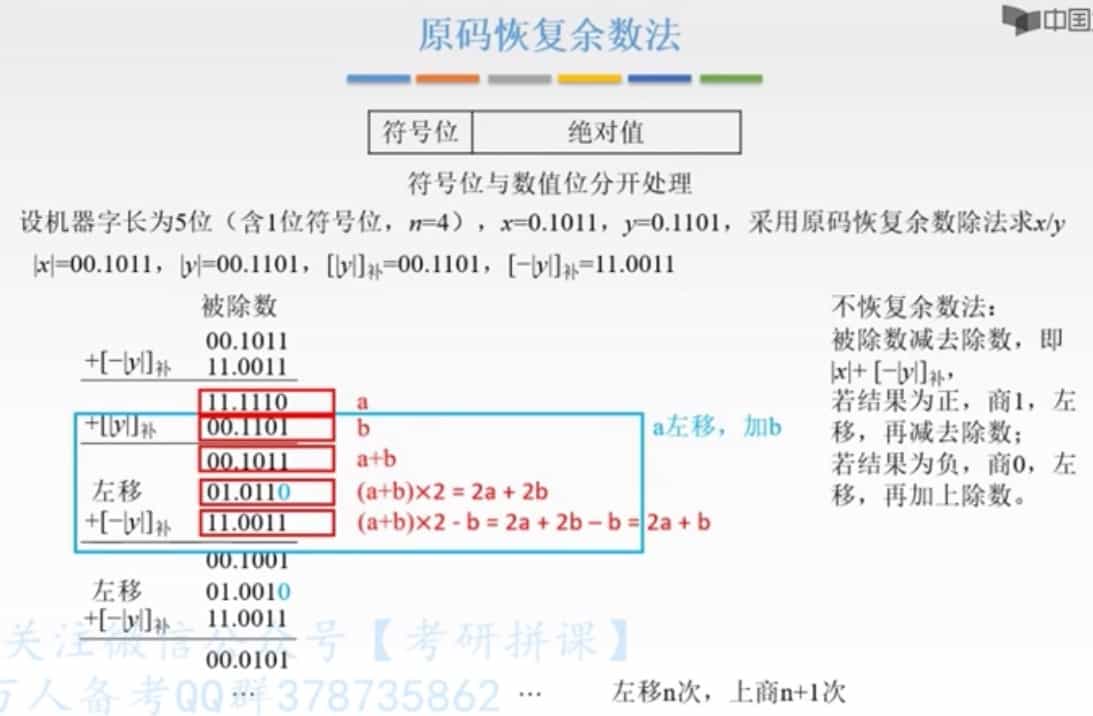 中国
原码恢复余数法
符号位 绝对值
符号位与数值位分开处理
设机器字长为5位（含1位符号位，n=4），x=0.1011，y=0.1101，采用原码恢复余数除法求x/y
|x|=00.1011，|y|=00.1101，[|y|]补=00.1101，[−|y|]补=11.0011
被除数
00.1011
+[−|y|]补 11.0011
11.1110 a
+[|y|]补 00.1101 b
00.1011 a+b
左移 01.0110 (a+b)×2 = 2a + 2b
+[−|y|]补 11.0011 (a+b)×2 - b = 2a + 2b – b = 2a + b
a左移，加b
00.1001
左移 01.0010
+[−|y|]补 11.0011
00.0101
… … 左移n次，上商n+1次
不恢复余数法：
被除数减去除数，即
|x|+ [−|y|]补，
若结果为正，商1，左
移，再减去除数；
若结果为负，商0，左
移，再加上除数。
关注微信公众号【考研拼课】
万人备考QQ群378735862